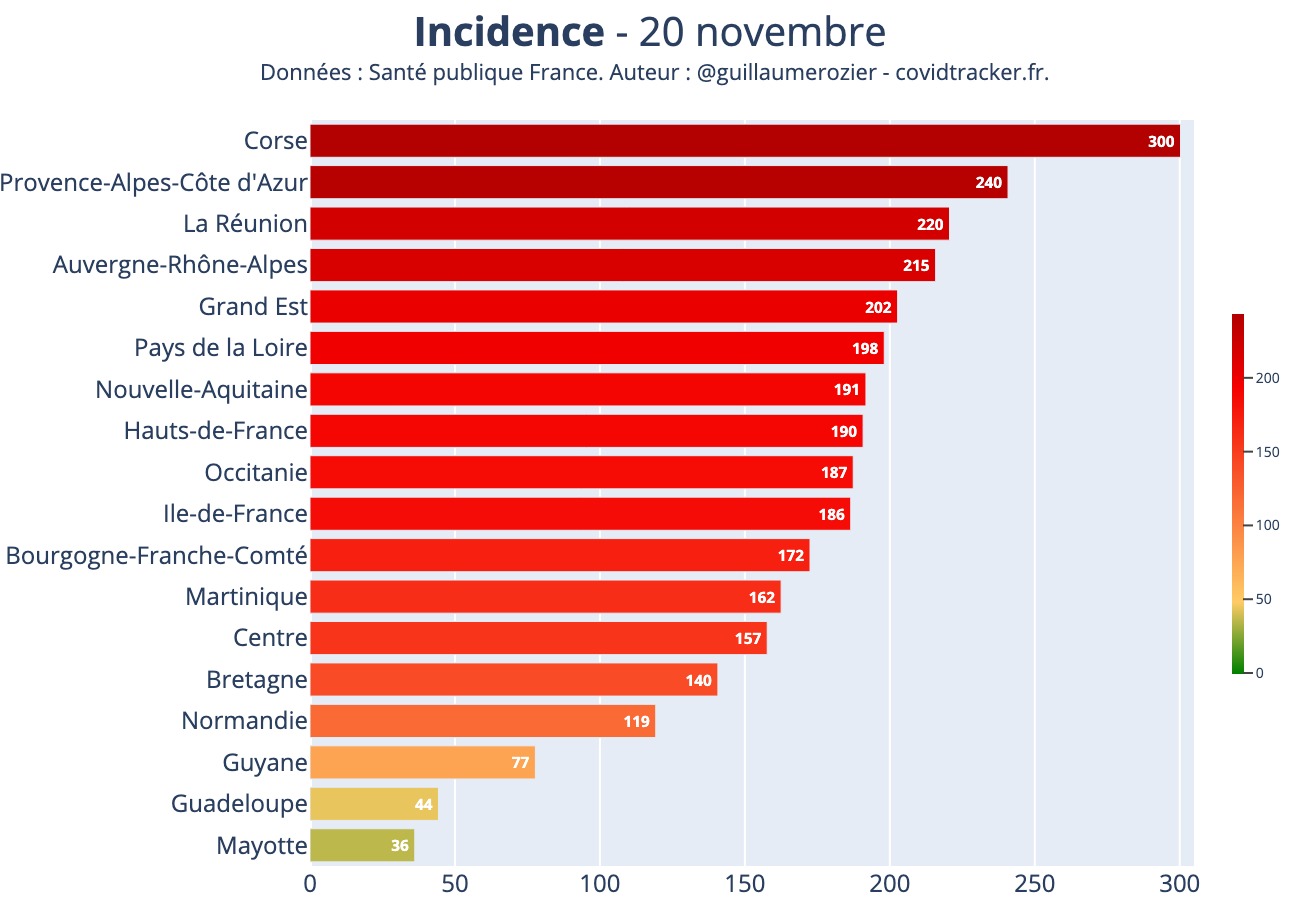 Incidence - 20 novembre
Données : Santé publique France. Auteur : @guillaumerozier - covidtracker.fr.
Corse 300
Provence-Alpes-Côte d'Azur 240
La Réunion 220
Auvergne-Rhône-Alpes 215
Grand Est 202
Pays de la Loire 198
Nouvelle-Aquitaine 191
Hauts-de-France 190
Occitanie 187
Ile-de-France 186
Bourgogne-Franche-Comté 172
Martinique 162
Centre 157
Bretagne 140
Normandie 119
Guyane 77
Guadeloupe 44
Mayotte 36
0 50 100 150 200 250 300
200
150
100
50
0